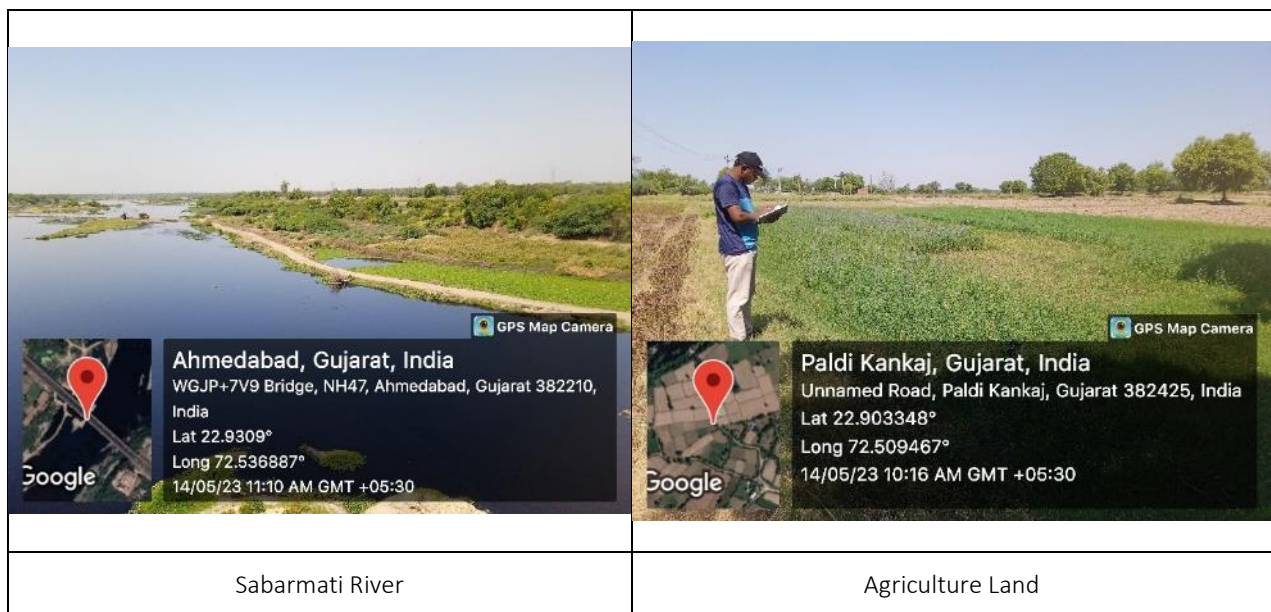 GPS Map Camera
Ahmedabad, Gujarat, India
WGJP+7V9 Bridge, NH47, Ahmedabad, Gujarat 382210,
India
Lat 22.9309°
Long 72.536887°
14/05/23 11:10 AM GMT +05:30
Google
GPS Map Camera
Paldi Kankaj, Gujarat, India
Unnamed Road, Paldi Kankaj, Gujarat 382425, India
Lat 22.903348°
Long 72.509467°
14/05/23 10:16 AM GMT +05:30
Google
Sabarmati River
Agriculture Land